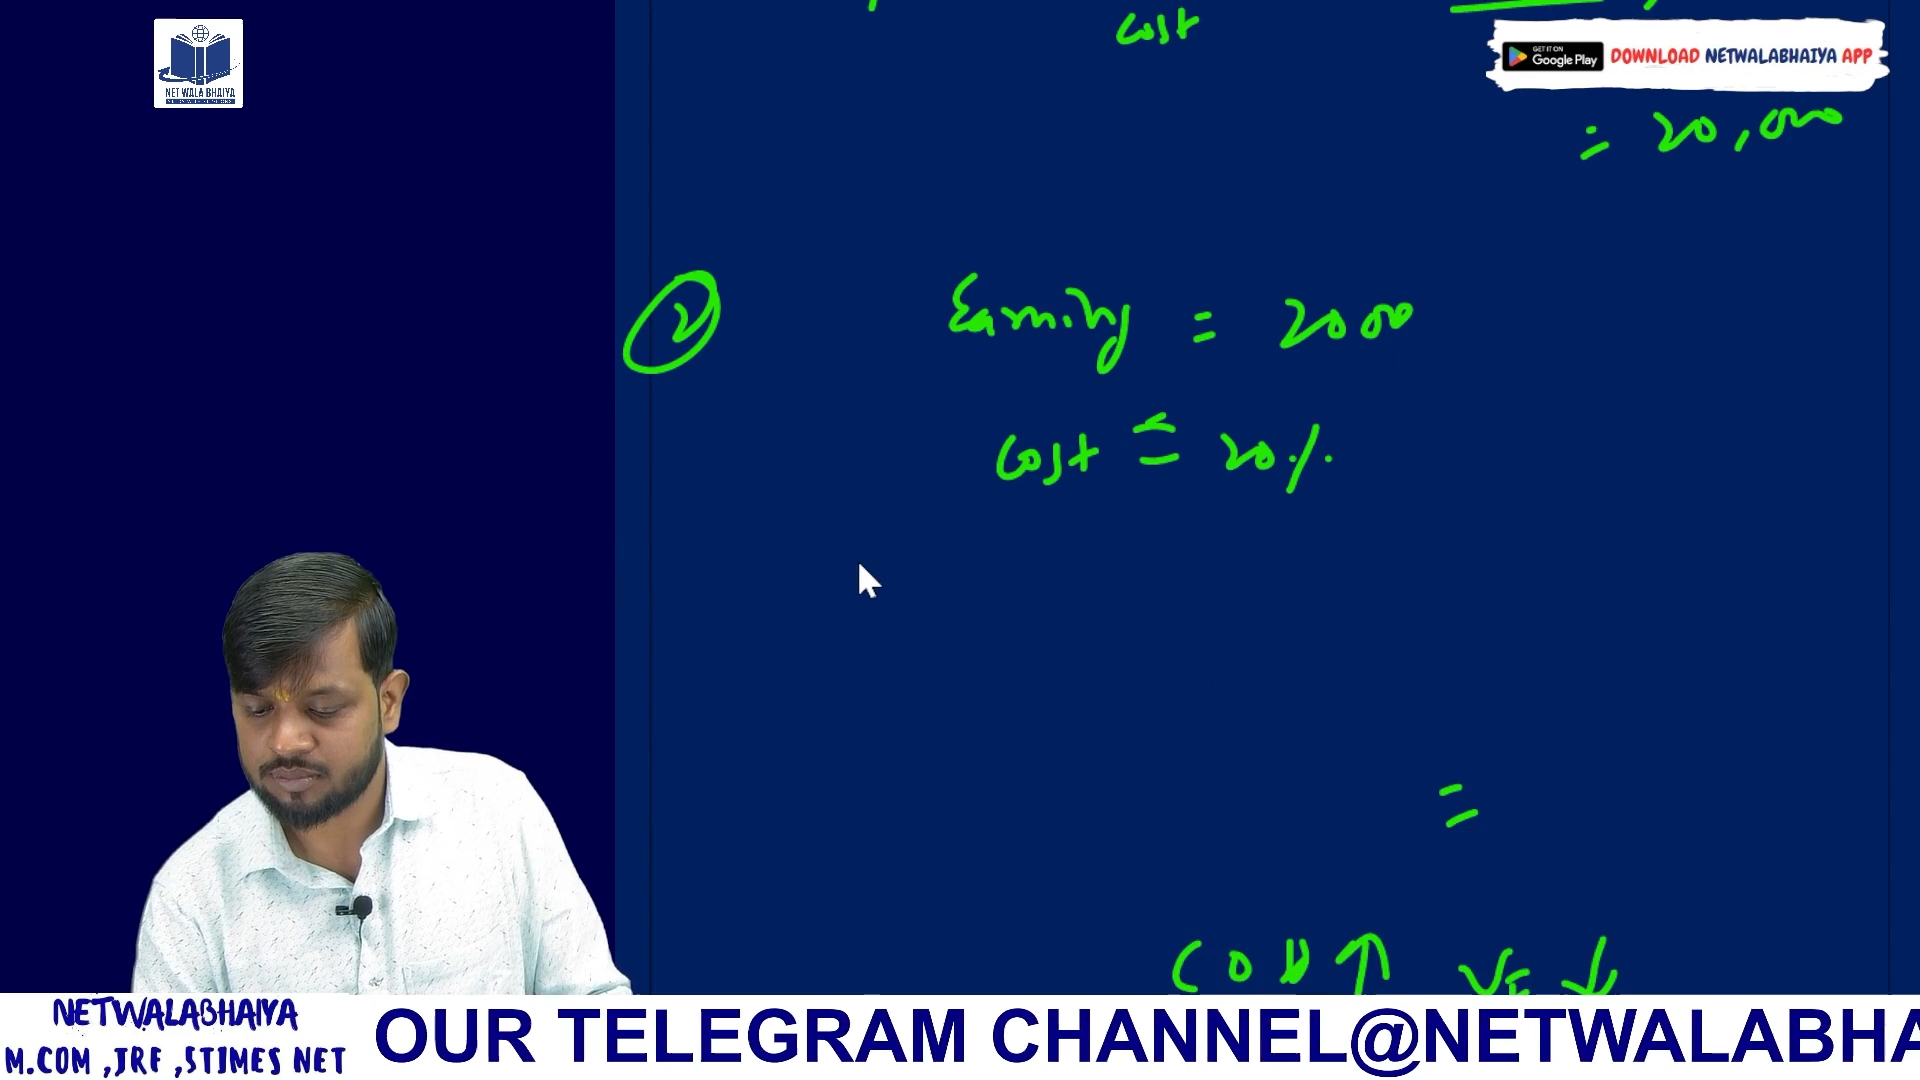 Cost
NET WALA BHAIYA
GET IT ON
Google Play
DOWNLOAD NETWALABHAIYA APP
= 20,000
2
Earning = 2000
Cost = 20%
=
VE ↓
NETWALABHAIYA
M.COM ,JRF ,5TIMES NET
OUR TELEGRAM CHANNEL@NETWALABHA